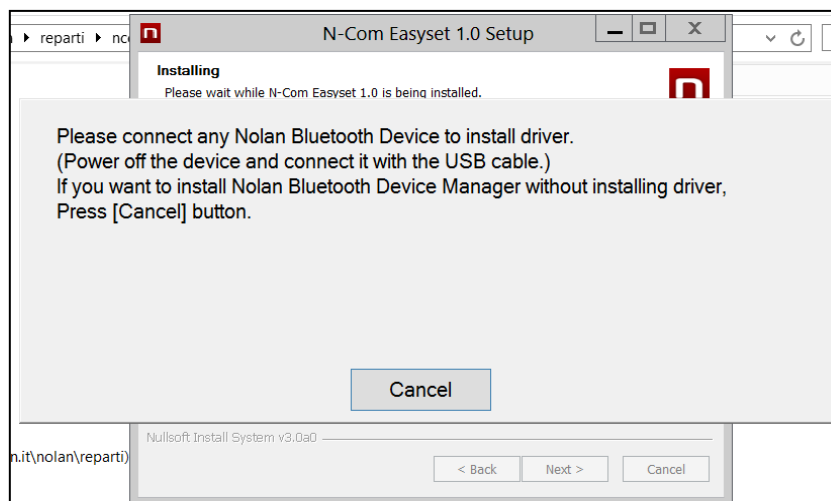 reparti
N-Com Easyset 1.0 Setup
Installing
Please wait while N-Com Easyset 1.0 is being installed.
Please connect any Nolan Bluetooth Device to install driver.
(Power off the device and connect it with the USB cable.)
If you want to install Nolan Bluetooth Device Manager without installing driver,
Press [Cancel] button.
Cancel
Nullsoft Install System v3.0a0
n.it\nolan\reparti)
< Back
Next >
Cancel